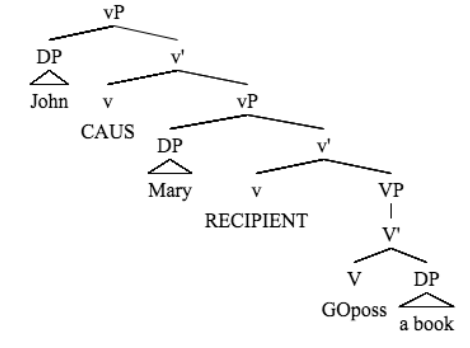 vP
DP v'
John v vP
CAUS DP v'
Mary v VP
RECIPIENT V'
V DP
GOposs a book